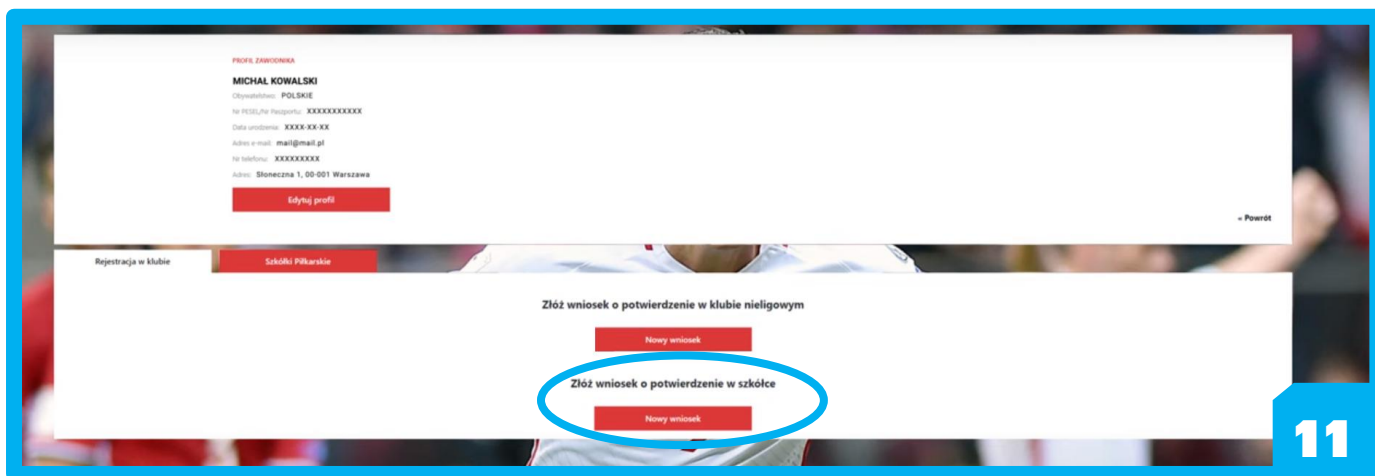 PROFIL ZAWODNIKA
MICHAŁ KOWALSKI
Obywatelstwo: POLSKIE
Nr PESEL/Nr Paszportu: XXXXXXXXXXX
Data urodzenia: XXXX-XX-XX
Adres e-mail: mail@mail.pl
Nr telefonu: XXXXXXXXX
Adres: Słoneczna 1, 00-001 Warszawa
Edytuj profil
« Powrót
Rejestracja w klubie
Szkółki Piłkarskie
Złóż wniosek o potwierdzenie w klubie nieligowym
Nowy wniosek
Złóż wniosek o potwierdzenie w szkółce
Nowy wniosek
11